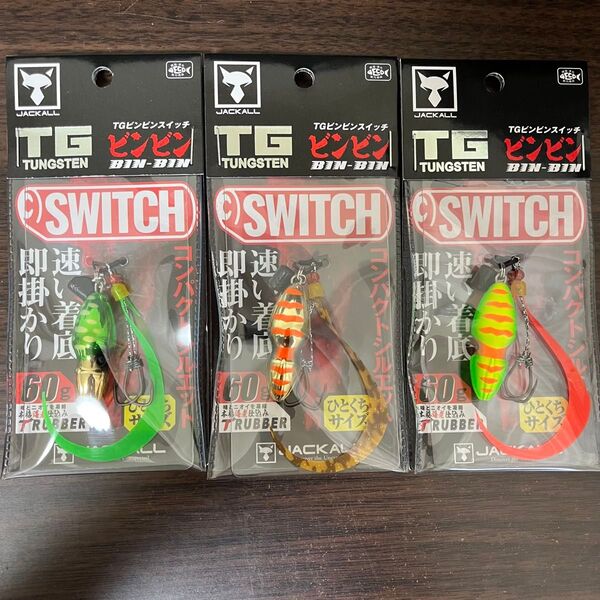 JACKALL
TG
TUNGSTEN
TGビンビンスイッチ
ビンビン
BIN-BIN
SWITCH
コンパクトシルエ
速い着底
即掛かり
60g
ひとくち
サイズ
RUBBER
JACKALL
JACKALL
TG
TUNGSTEN
TGビンビンスイッチ
ビンビン
BIN-BIN
SWITCH
コンパクトシルエ
速い着底
即掛かり
60g
ひとくち
サイズ
RUBBER
JACKALL
JACKALL
TG
TUNGSTEN
TGビンビンスイッチ
ビンビン
BIN-BIN
SWITCH
コンパクトシルエ
速い着底
即掛かり
60g
ひとくち
サイズ
RUBBER
JACKALL